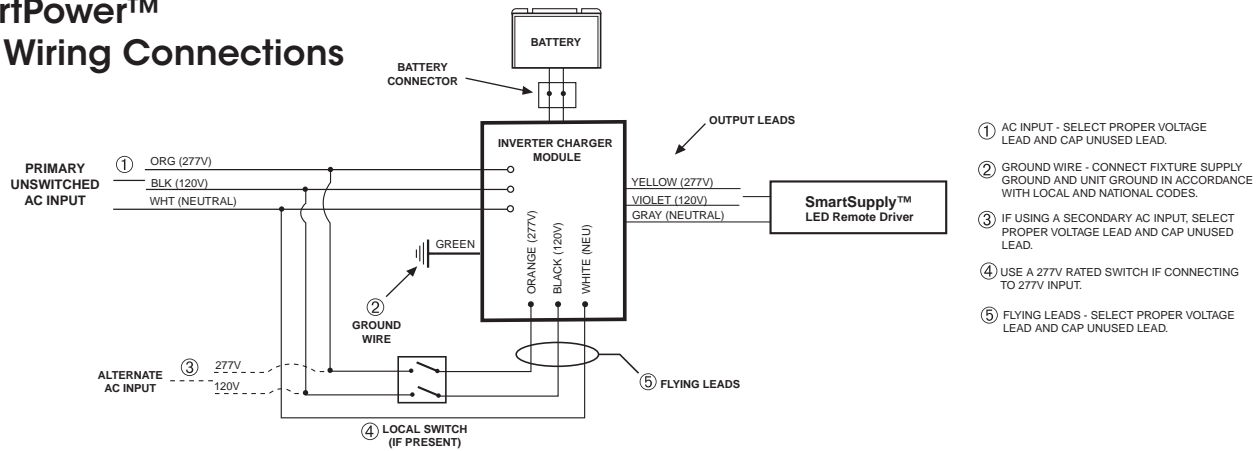 rtPower™
Wiring Connections
BATTERY
BATTERY
CONNECTOR
OUTPUT LEADS
INVERTER CHARGER
MODULE
PRIMARY
UNSWITCHED
AC INPUT
① ORG (277V)
BLK (120V)
WHT (NEUTRAL)
YELLOW (277V)
VIOLET (120V)
GRAY (NEUTRAL)
SmartSupply™
LED Remote Driver
GREEN
ORANGE (277V)
BLACK (120V)
WHITE (NEU)
②
GROUND
WIRE
ALTERNATE
AC INPUT
③ 277V
120V
⑤ FLYING LEADS
④ LOCAL SWITCH
(IF PRESENT)
① AC INPUT - SELECT PROPER VOLTAGE
LEAD AND CAP UNUSED LEAD.
② GROUND WIRE - CONNECT FIXTURE SUPPLY
GROUND AND UNIT GROUND IN ACCORDANCE
WITH LOCAL AND NATIONAL CODES.
③ IF USING A SECONDARY AC INPUT, SELECT
PROPER VOLTAGE LEAD AND CAP UNUSED
LEAD.
④ USE A 277V RATED SWITCH IF CONNECTING
TO 277V INPUT.
⑤ FLYING LEADS - SELECT PROPER VOLTAGE
LEAD AND CAP UNUSED LEAD.